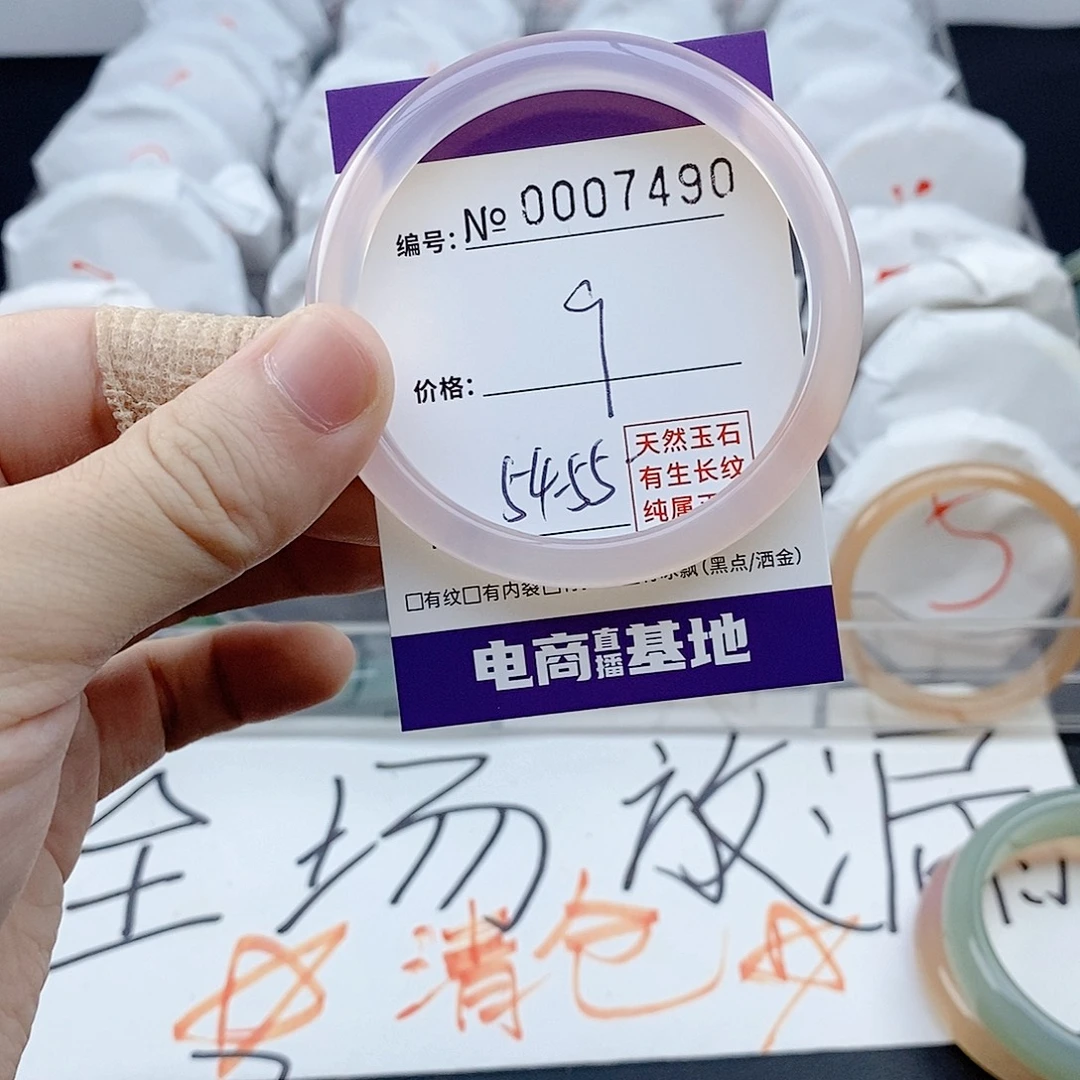 编号: № 0007490
9
价格:
54-55
天然玉石
有生长纹
纯属正
□有纹□有内裂□
飘(黑点/洒金)
电商直播基地
5
全场放漏
清仓